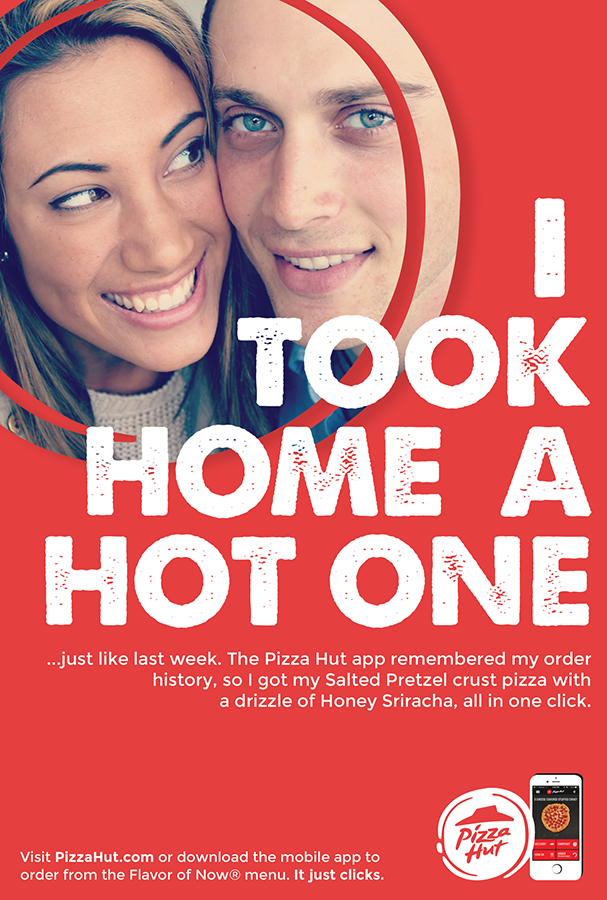 I
TOOK
HOME A
HOT ONE
...just like last week. The Pizza Hut app remembered my order
history, so I got my Salted Pretzel crust pizza with
a drizzle of Honey Sriracha, all in one click.
Pizza
Hut
Visit PizzaHut.com or download the mobile app to
order from the Flavor of Now® menu. It just clicks.